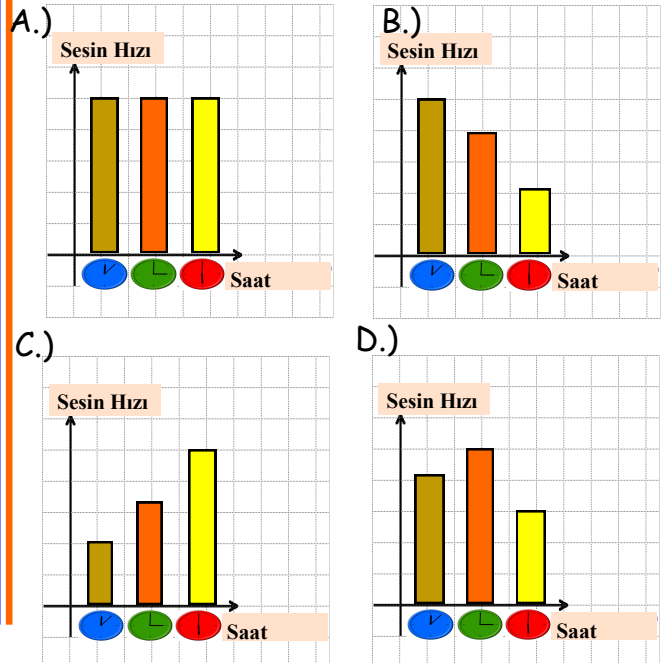 A.)
Sesin Hızı
Saat
B.)
Sesin Hızı
Saat
C.)
Sesin Hızı
Saat
D.)
Sesin Hızı
Saat